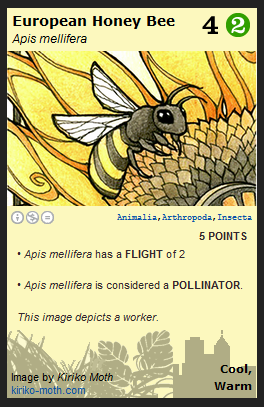 European Honey Bee 4 2
Apis mellifera
Animalia,Arthropoda,Insecta
5 POINTS
• Apis mellifera has a FLIGHT of 2
• Apis mellifera is considered a POLLINATOR.
This image depicts a worker.
Cool,
Warm
Image by Kiriko Moth
kiriko-moth.com